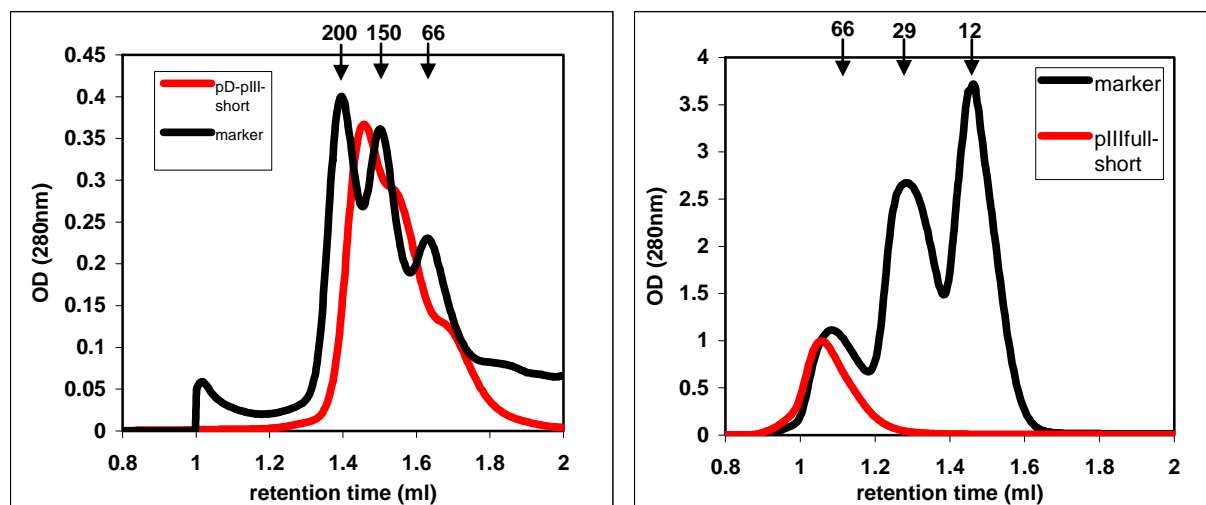 200 150 66
0.45
0.4
0.35
0.3
0.25
0.2
0.15
0.1
0.05
0
OD (280nm)
pD-pIII-
short
marker
0.8 1 1.2 1.4 1.6 1.8 2
retention time (ml)
66 29 12
4
3.5
3
2.5
2
1.5
1
0.5
0
OD (280nm)
marker
pIIIfull-
short
0.8 1 1.2 1.4 1.6 1.8 2
retention time (ml)